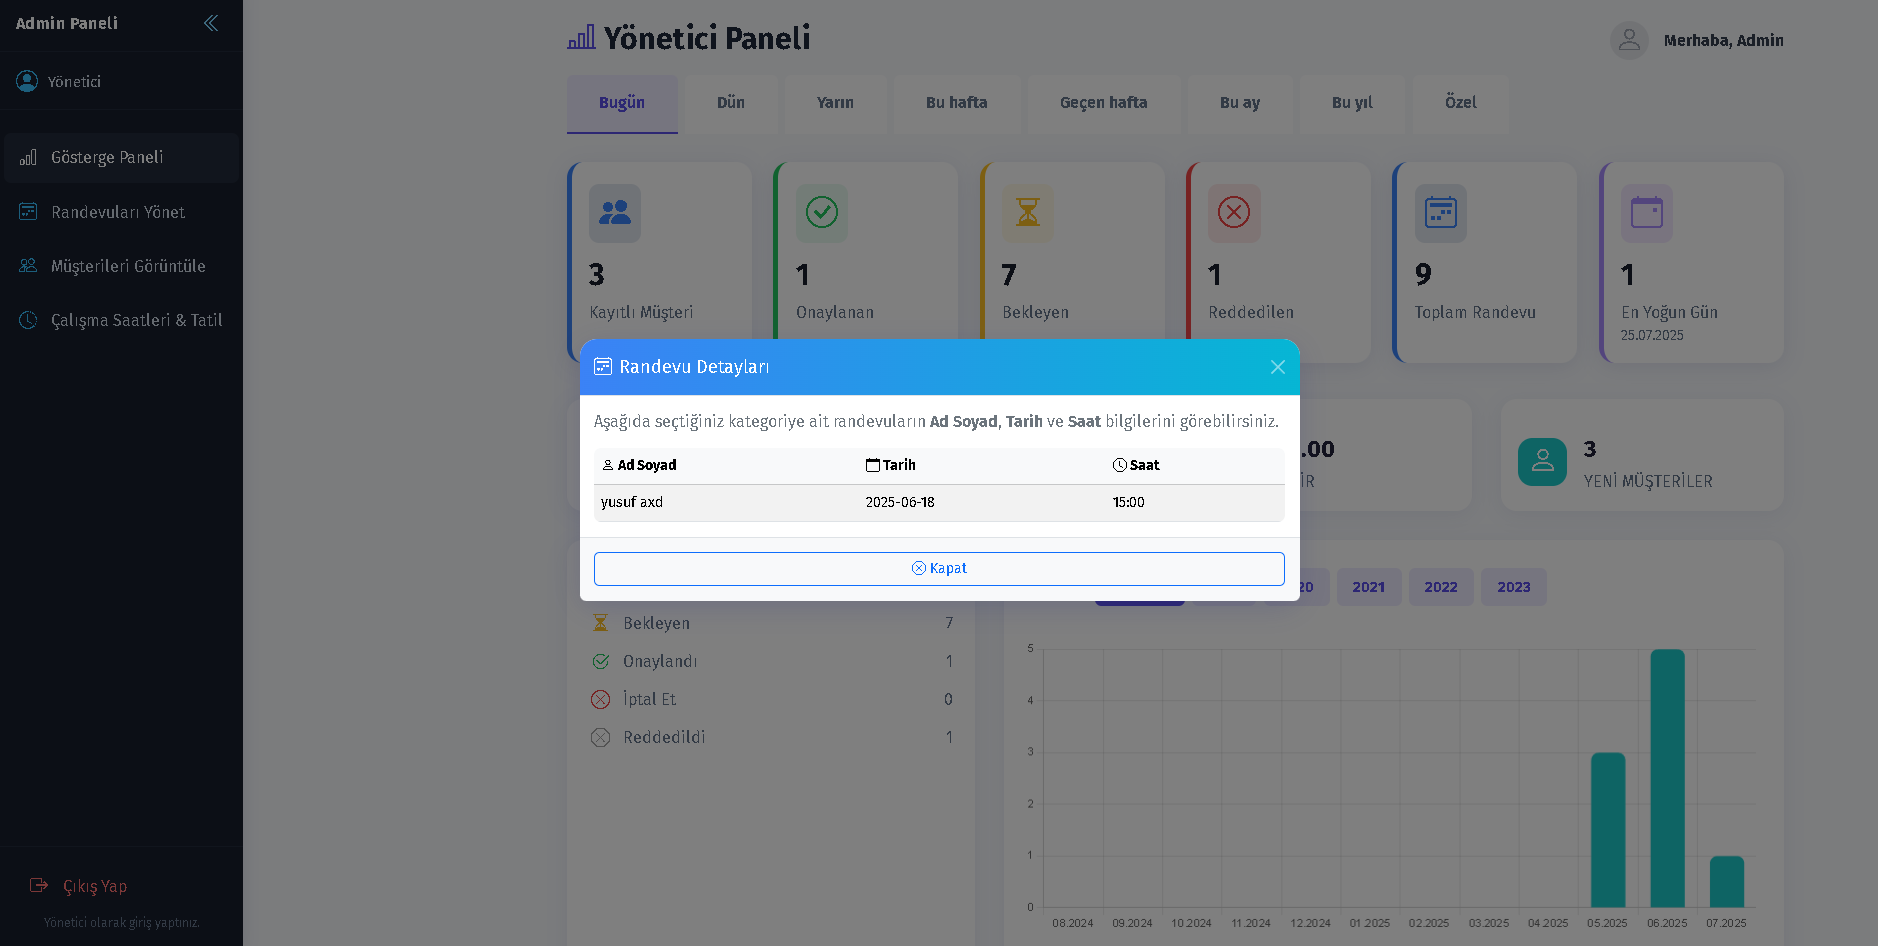 Admin Paneli
Yönetici
Gösterge Paneli
Randevuları Yönet
Müşterileri Görüntüle
Çalışma Saatleri & Tatil
Çıkış Yap
Yönetici olarak giriş yaptınız.
Yönetici Paneli
Merhaba, Admin
Bugün Dün Yarın Bu hafta Geçen hafta Bu ay Bu yıl Özel
3 1 7 1 9 1
Kayıtlı Müşteri Onaylanan Bekleyen Reddedilen Toplam Randevu En Yoğun Gün
25.07.2025
Randevu Detayları
Aşağıda seçtiğiniz kategoriye ait randevuların Ad Soyad, Tarih ve Saat bilgilerini görebilirsiniz.
Ad Soyad Tarih Saat
yusuf axd 2025-06-18 15:00
Kapat
.00
İR
3
YENİ MÜŞTERİLER
Bekleyen 7
Onaylandı 1
İptal Et 0
Reddedildi 1
20 2021 2022 2023
5
4
3
2
1
0
08.2024 09.2024 10.2024 11.2024 12.2024 01.2025 02.2025 03.2025 04.2025 05.2025 06.2025 07.2025